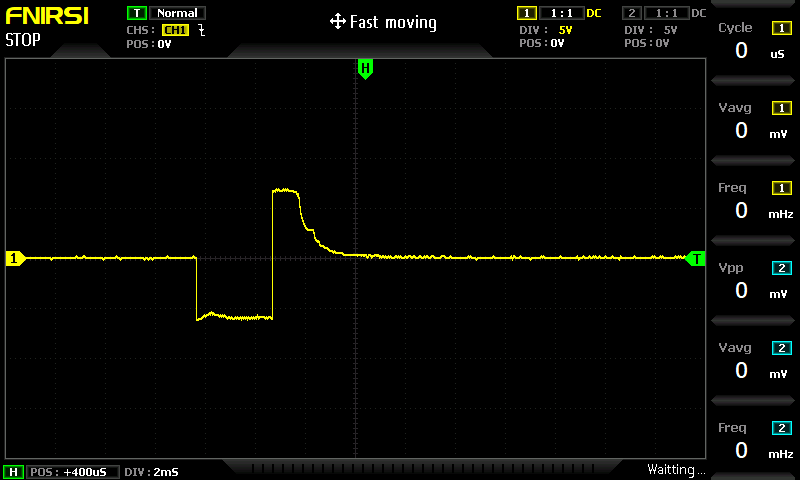 FNIRSI
STOP
T Normal
CHS: CH1
POS:0V
Fast moving
1 1:1 DC
DIV: 5V
POS:0V
2 1:1 DC
DIV: 5V
POS:0V
H
1
T
Cycle 1
0 uS
Vavg 1
0 mV
Freq 1
0 mHz
Vpp 2
0 mV
Vavg 2
0 mV
Freq 2
0 mHz
H POS: +400uS DIV:2mS
Waitting...